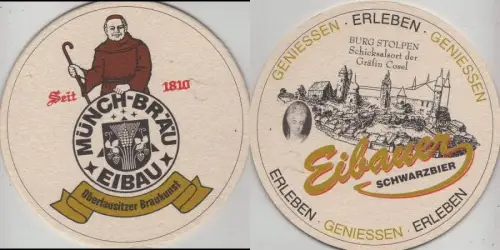 Seit 1810
MÜNCH-BRÄU
EIBAU
Oberlausitzer Braukunst
GENIESSEN · ERLEBEN · GENIESSEN
BURG STOLPEN
Schicksalsort der
Gräfin Cosel
Eibauer
SCHWARZBIER
ERLEBEN · GENIESSEN · ERLEBEN